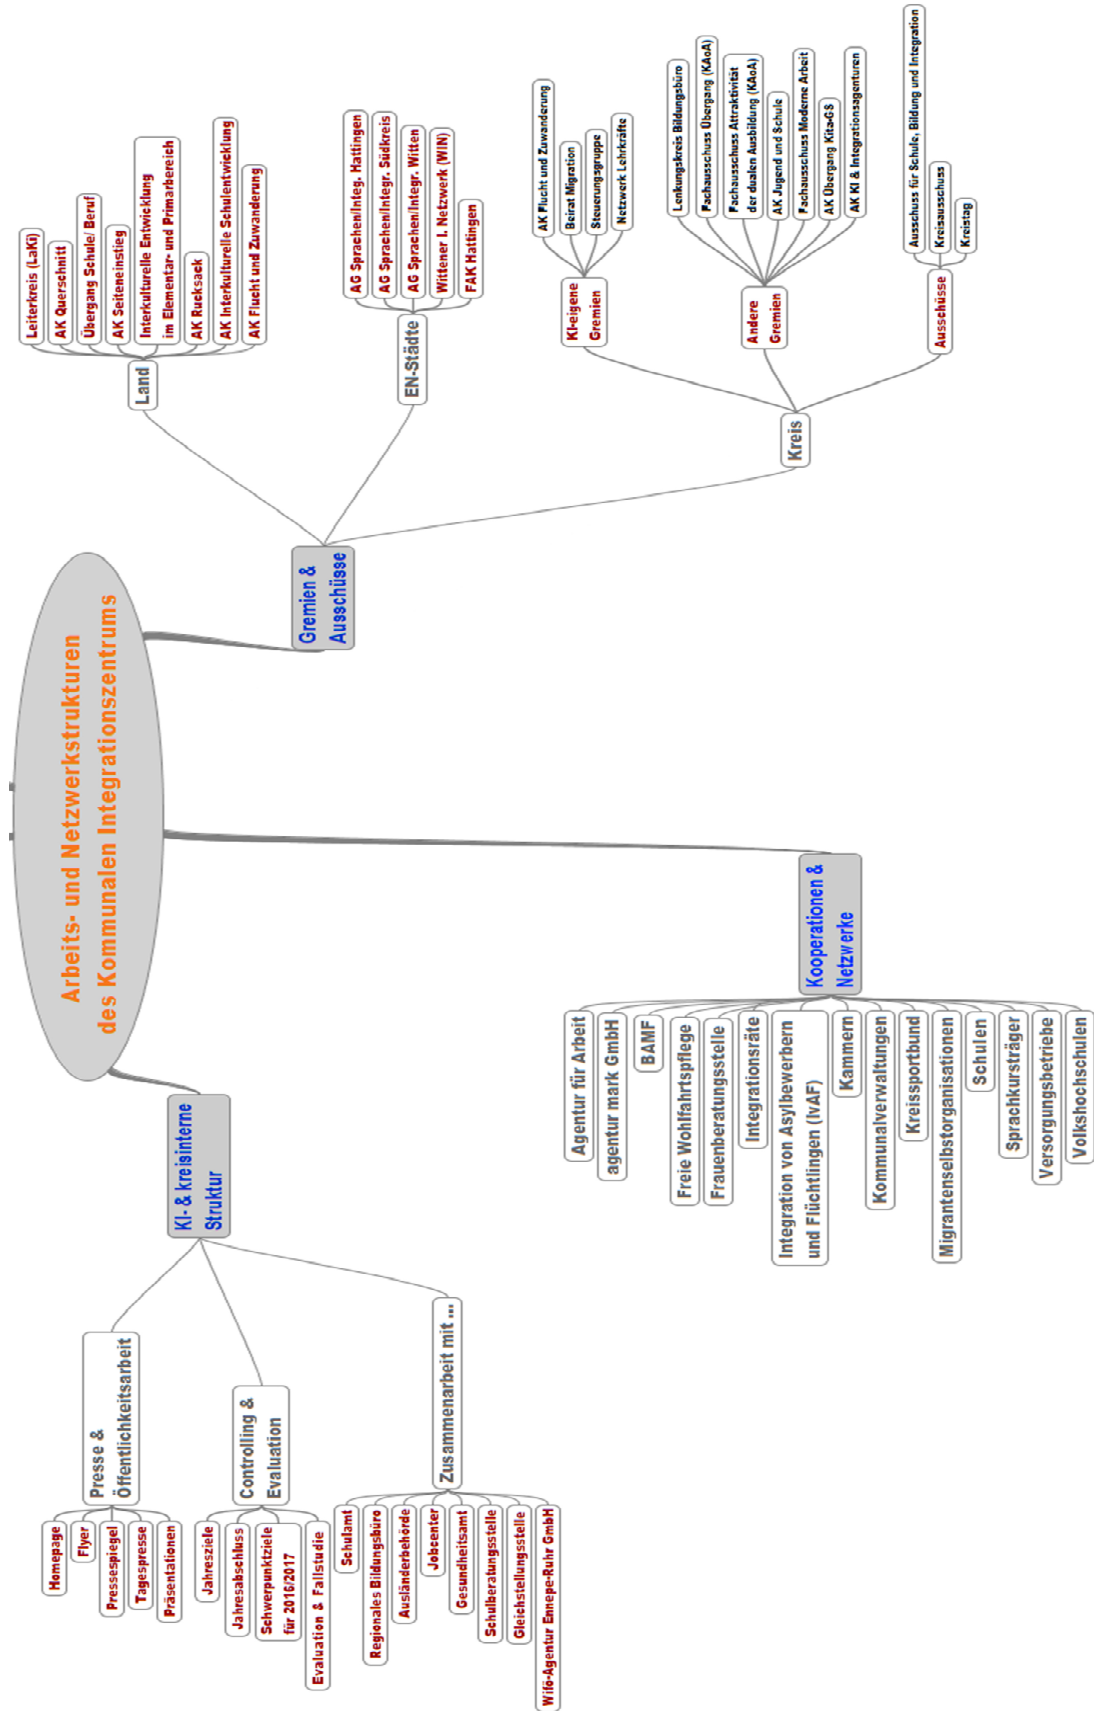 Arbeits- und Netzwerkstrukturen
des Kommunalen Integrationszentrums
KI- & kreisinterne
Struktur
Presse &
Öffentlichkeitsarbeit
Homepage
Flyer
Pressespiegel
Tagespresse
Präsentationen
Controlling &
Evaluation
Jahresziele
Jahresabschluss
Schwerpunktziele
für 2016/2017
Evaluation & Fallstudie
Zusammenarbeit mit ...
Schulamt
Regionales Bildungsbüro
Ausländerbehörde
Jobcenter
Gesundheitsamt
Schulberatungsstelle
Gleichstellungsstelle
Wifö-Agentur Ennepe-Ruhr GmbH
Kooperationen &
Netzwerke
Agentur für Arbeit
agentur mark GmbH
BAMF
Freie Wohlfahrtspflege
Frauenberatungsstelle
Integrationsräte
Integration von Asylbewerbern
und Flüchtlingen (IvAF)
Kammern
Kommunalverwaltungen
Kreissportbund
Migrantenselbstorganisationen
Schulen
Sprachkursträger
Versorgungsbetriebe
Volkshochschulen
Gremien &
Ausschüsse
Land
Leiterkreis (LaKi)
AK Querschnitt
Übergang Schule/ Beruf
AK Seiteneinstieg
Interkulturelle Entwicklung
im Elementar- und Primarbereich
AK Rucksack
AK Interkulturelle Schulentwicklung
AK Flucht und Zuwanderung
EN-Städte
AG Sprachen/Integ. Hattingen
AG Sprachen/Integr. Südkreis
AG Sprachen/Integr. Witten
Wittener I. Netzwerk (WIN)
FAK Hattingen
Kreis
KI-eigene
Gremien
AK Flucht und Zuwanderung
Beirat Migration
Steuerungsgruppe
Netzwerk Lehrkräfte
Andere
Gremien
Lenkungskreis Bildungsbüro
Fachausschuss Übergang (KAoA)
Fachausschuss Attraktivität
der dualen Ausbildung (KAoA)
AK Jugend und Schule
Fachausschuss Moderne Arbeit
AK Übergang Kita-GS
AK KI & Integrationsagenturen
Ausschüsse
Ausschuss für Schule, Bildung und Integration
Kreisausschuss
Kreistag